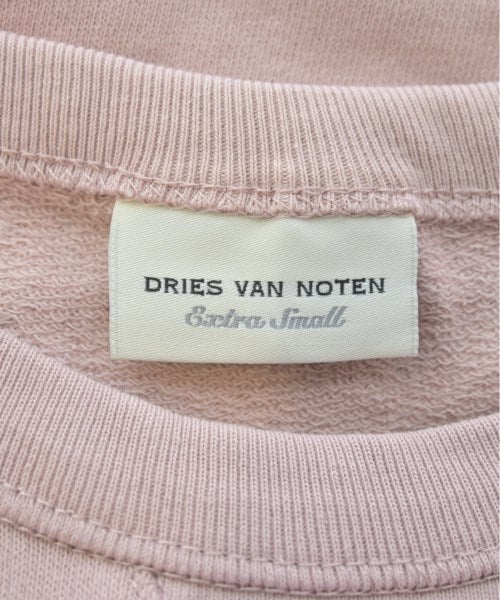 DRIES VAN NOTEN
Extra Small